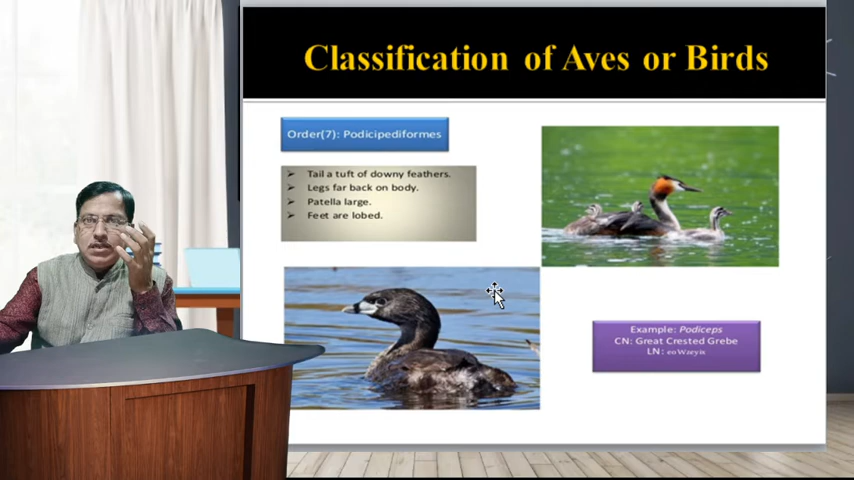 Classification of Aves or Birds
Order(7): Podicipediformes
Tail a tuft of downy feathers.
Legs far back on body.
Patella large.
Feet are lobed.
Example: Podiceps
CN: Great Crested Grebe
LN: